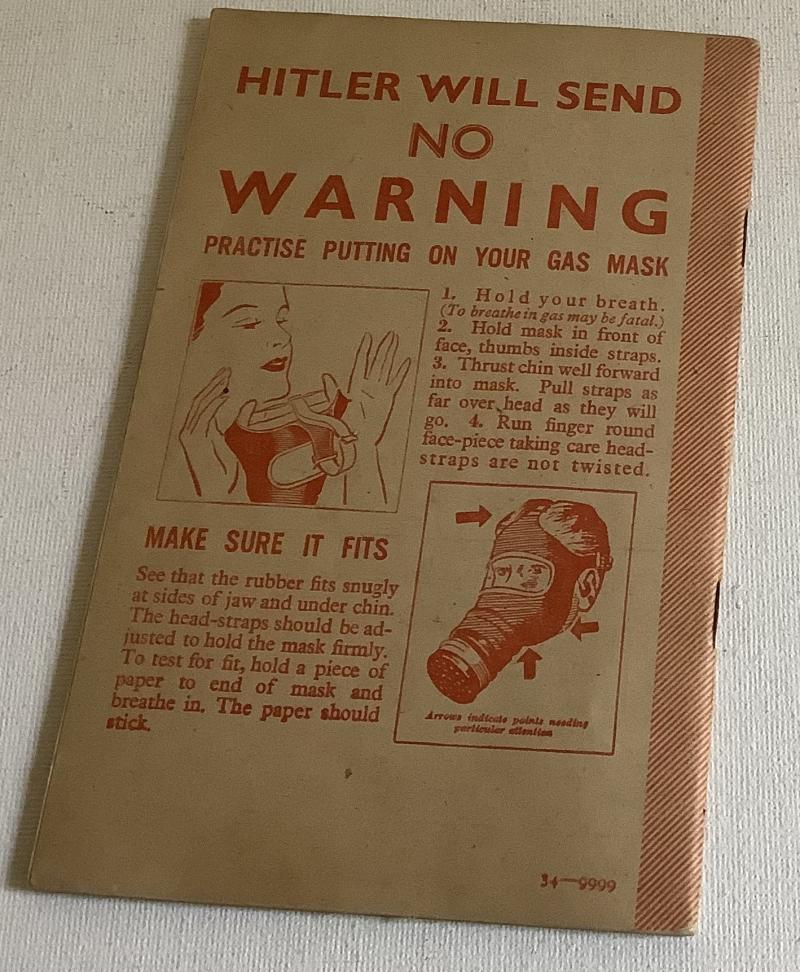 HITLER WILL SEND
NO
WARNING
PRACTISE PUTTING ON YOUR GAS MASK
1. Hold your breath.
(To breathe in gas may be fatal.)
2. Hold mask in front of
face, thumbs inside straps.
3. Thrust chin well forward
into mask. Pull straps as
far over head as they will
go. 4. Run finger round
face-piece taking care head-
straps are not twisted.
MAKE SURE IT FITS
See that the rubber fits snugly
at sides of jaw and under chin.
The head-straps should be ad-
justed to hold the mask firmly.
To test for fit, hold a piece of
paper to end of mask and
breathe in. The paper should
stick.
Arrows indicate points needing
particular attention
34—9999